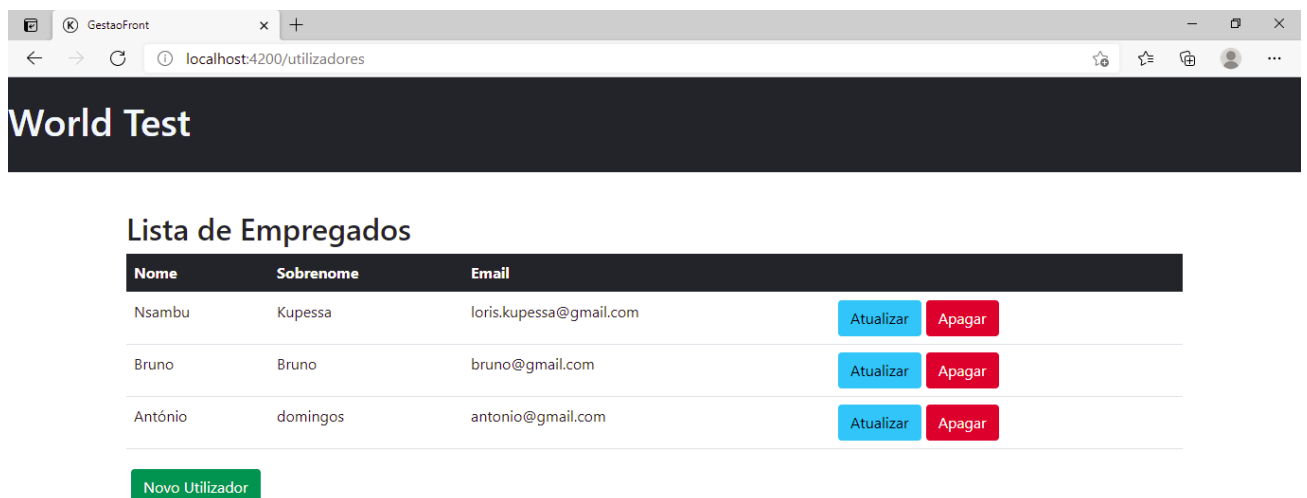 GestaoFront
localhost:4200/utilizadores
World Test
Lista de Empregados
Nome Sobrenome Email
Nsambu Kupessa loris.kupessa@gmail.com Atualizar Apagar
Bruno Bruno bruno@gmail.com Atualizar Apagar
António domingos antonio@gmail.com Atualizar Apagar
Novo Utilizador